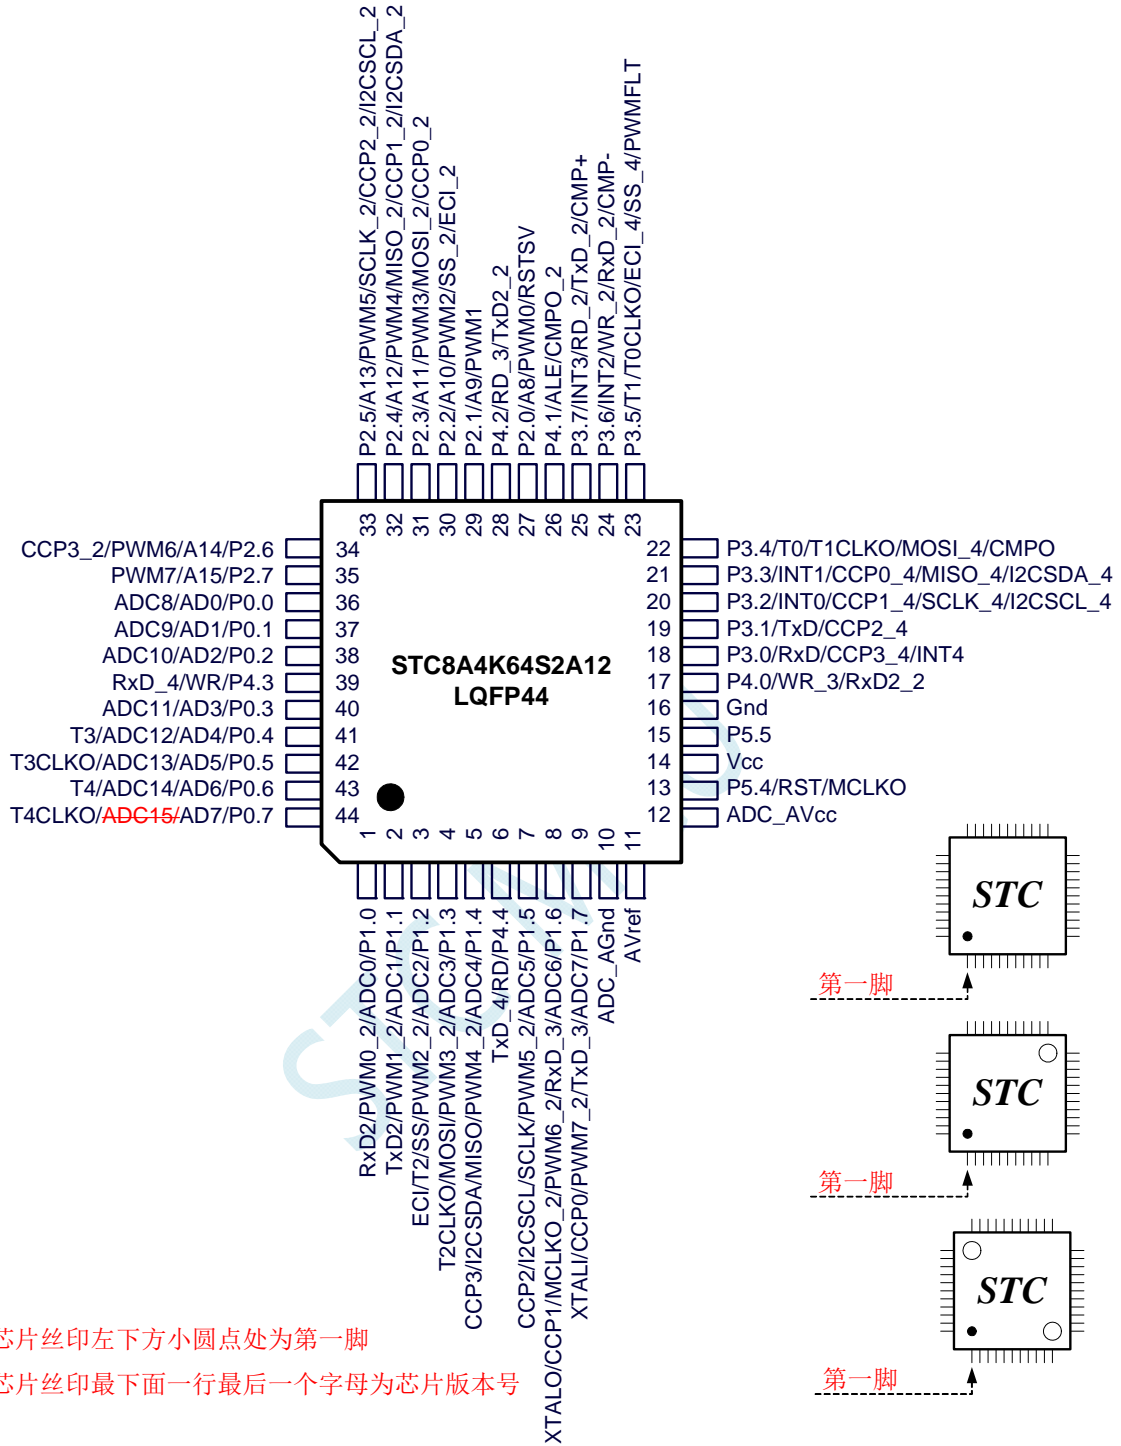 P2.5/A13/PWM5/SCLK_2/CCP2_2/I2CSCL_2
P2.4/A12/PWM4/MISO_2/CCP1_2/I2CSDA_2
P2.3/A11/PWM3/MOSI_2/CCP0_2
P2.2/A10/PWM2/SS_2/ECI_2
P2.1/A9/PWM1
P4.2/RD_3/TxD2_2
P2.0/A8/PWM0/RSTSV
P4.1/ALE/CMPO_2
P3.7/INT3/RD_2/TxD_2/CMP+
P3.6/INT2/WR_2/RxD_2/CMP-
P3.5/T1/T0CLKO/ECI_4/SS_4/PWMFLT
33 32 31 30 29 28 27 26 25 24 23
CCP3_2/PWM6/A14/P2.6 34
PWM7/A15/P2.7 35
ADC8/AD0/P0.0 36
ADC9/AD1/P0.1 37
ADC10/AD2/P0.2 38
RxD_4/WR/P4.3 39
ADC11/AD3/P0.3 40
T3/ADC12/AD4/P0.4 41
T3CLKO/ADC13/AD5/P0.5 42
T4/ADC14/AD6/P0.6 43
T4CLKO/ADC15/AD7/P0.7 44
STC8A4K64S2A12
LQFP44
22 P3.4/T0/T1CLKO/MOSI_4/CMPO
21 P3.3/INT1/CCP0_4/MISO_4/I2CSDA_4
20 P3.2/INT0/CCP1_4/SCLK_4/I2CSCL_4
19 P3.1/TxD/CCP2_4
18 P3.0/RxD/CCP3_4/INT4
17 P4.0/WR_3/RxD2_2
16 Gnd
15 P5.5
14 Vcc
13 P5.4/RST/MCLKO
12 ADC_AVcc
1 2 3 4 5 6 7 8 9 10 11
RxD2/PWM0_2/ADC0/P1.0
TxD2/PWM1_2/ADC1/P1.1
ECI/T2/SS/PWM2_2/ADC2/P1.2
T2CLKO/MOSI/PWM3_2/ADC3/P1.3
CCP3/I2CSDA/MISO/PWM4_2/ADC4/P1.4
TxD_4/RD/P4.4
CCP2/I2CSCL/SCLK/PWM5_2/ADC5/P1.5
XTALO/CCP1/MCLKO_2/PWM6_2/RxD_3/ADC6/P1.6
XTALI/CCP0/PWM7_2/TxD_3/ADC7/P1.7
ADC_AGnd
AVref
STC
第一脚
STC
第一脚
STC
第一脚
芯片丝印左下方小圆点处为第一脚
芯片丝印最下面一行最后一个字母为芯片版本号